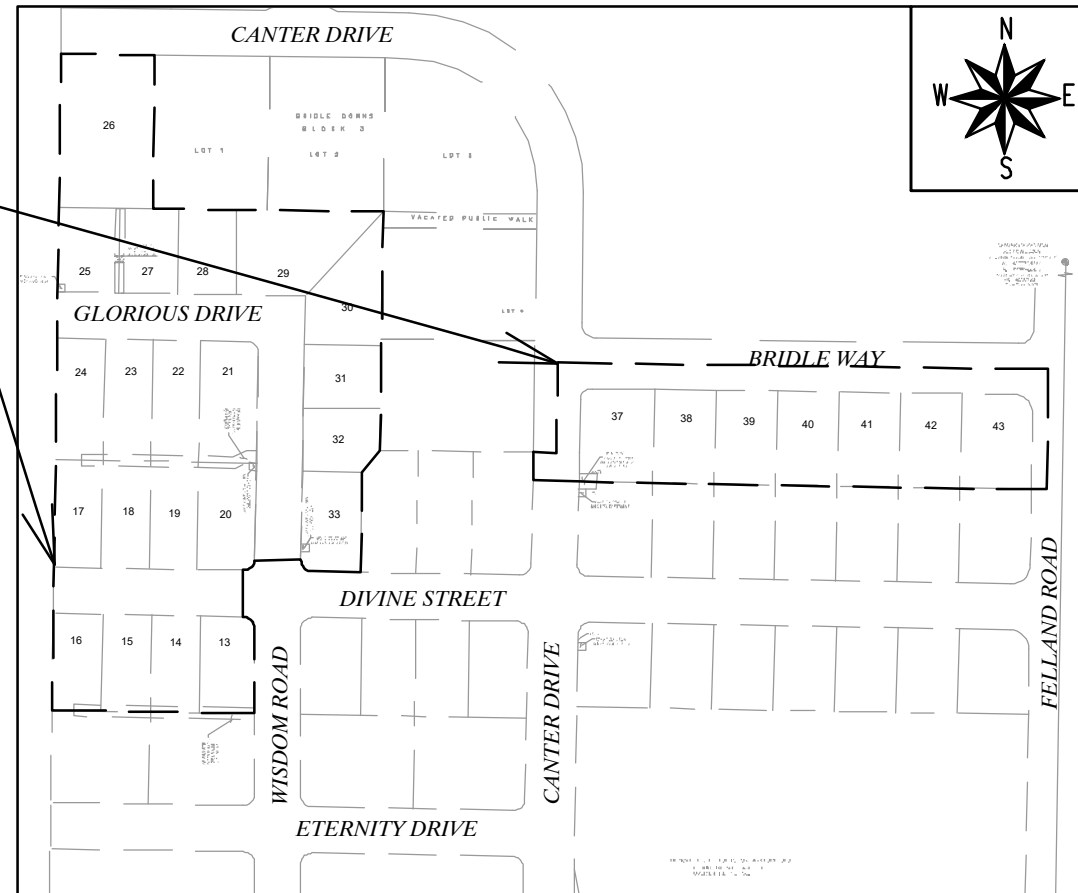 CANTER DRIVE
N
W
E
S
26
BRIDLE DOWNS
BLOCK 3
LOT 1
LOT 2
LOT 3
VACATED PUBLIC WALK
25
27
28
29
30
LOT 4
GLORIOUS DRIVE
BRIDLE WAY
24
23
22
21
31
32
37
38
39
40
41
42
43
17
18
19
20
33
DIVINE STREET
FELLAND ROAD
16
15
14
13
WISDOM ROAD
CANTER DRIVE
ETERNITY DRIVE